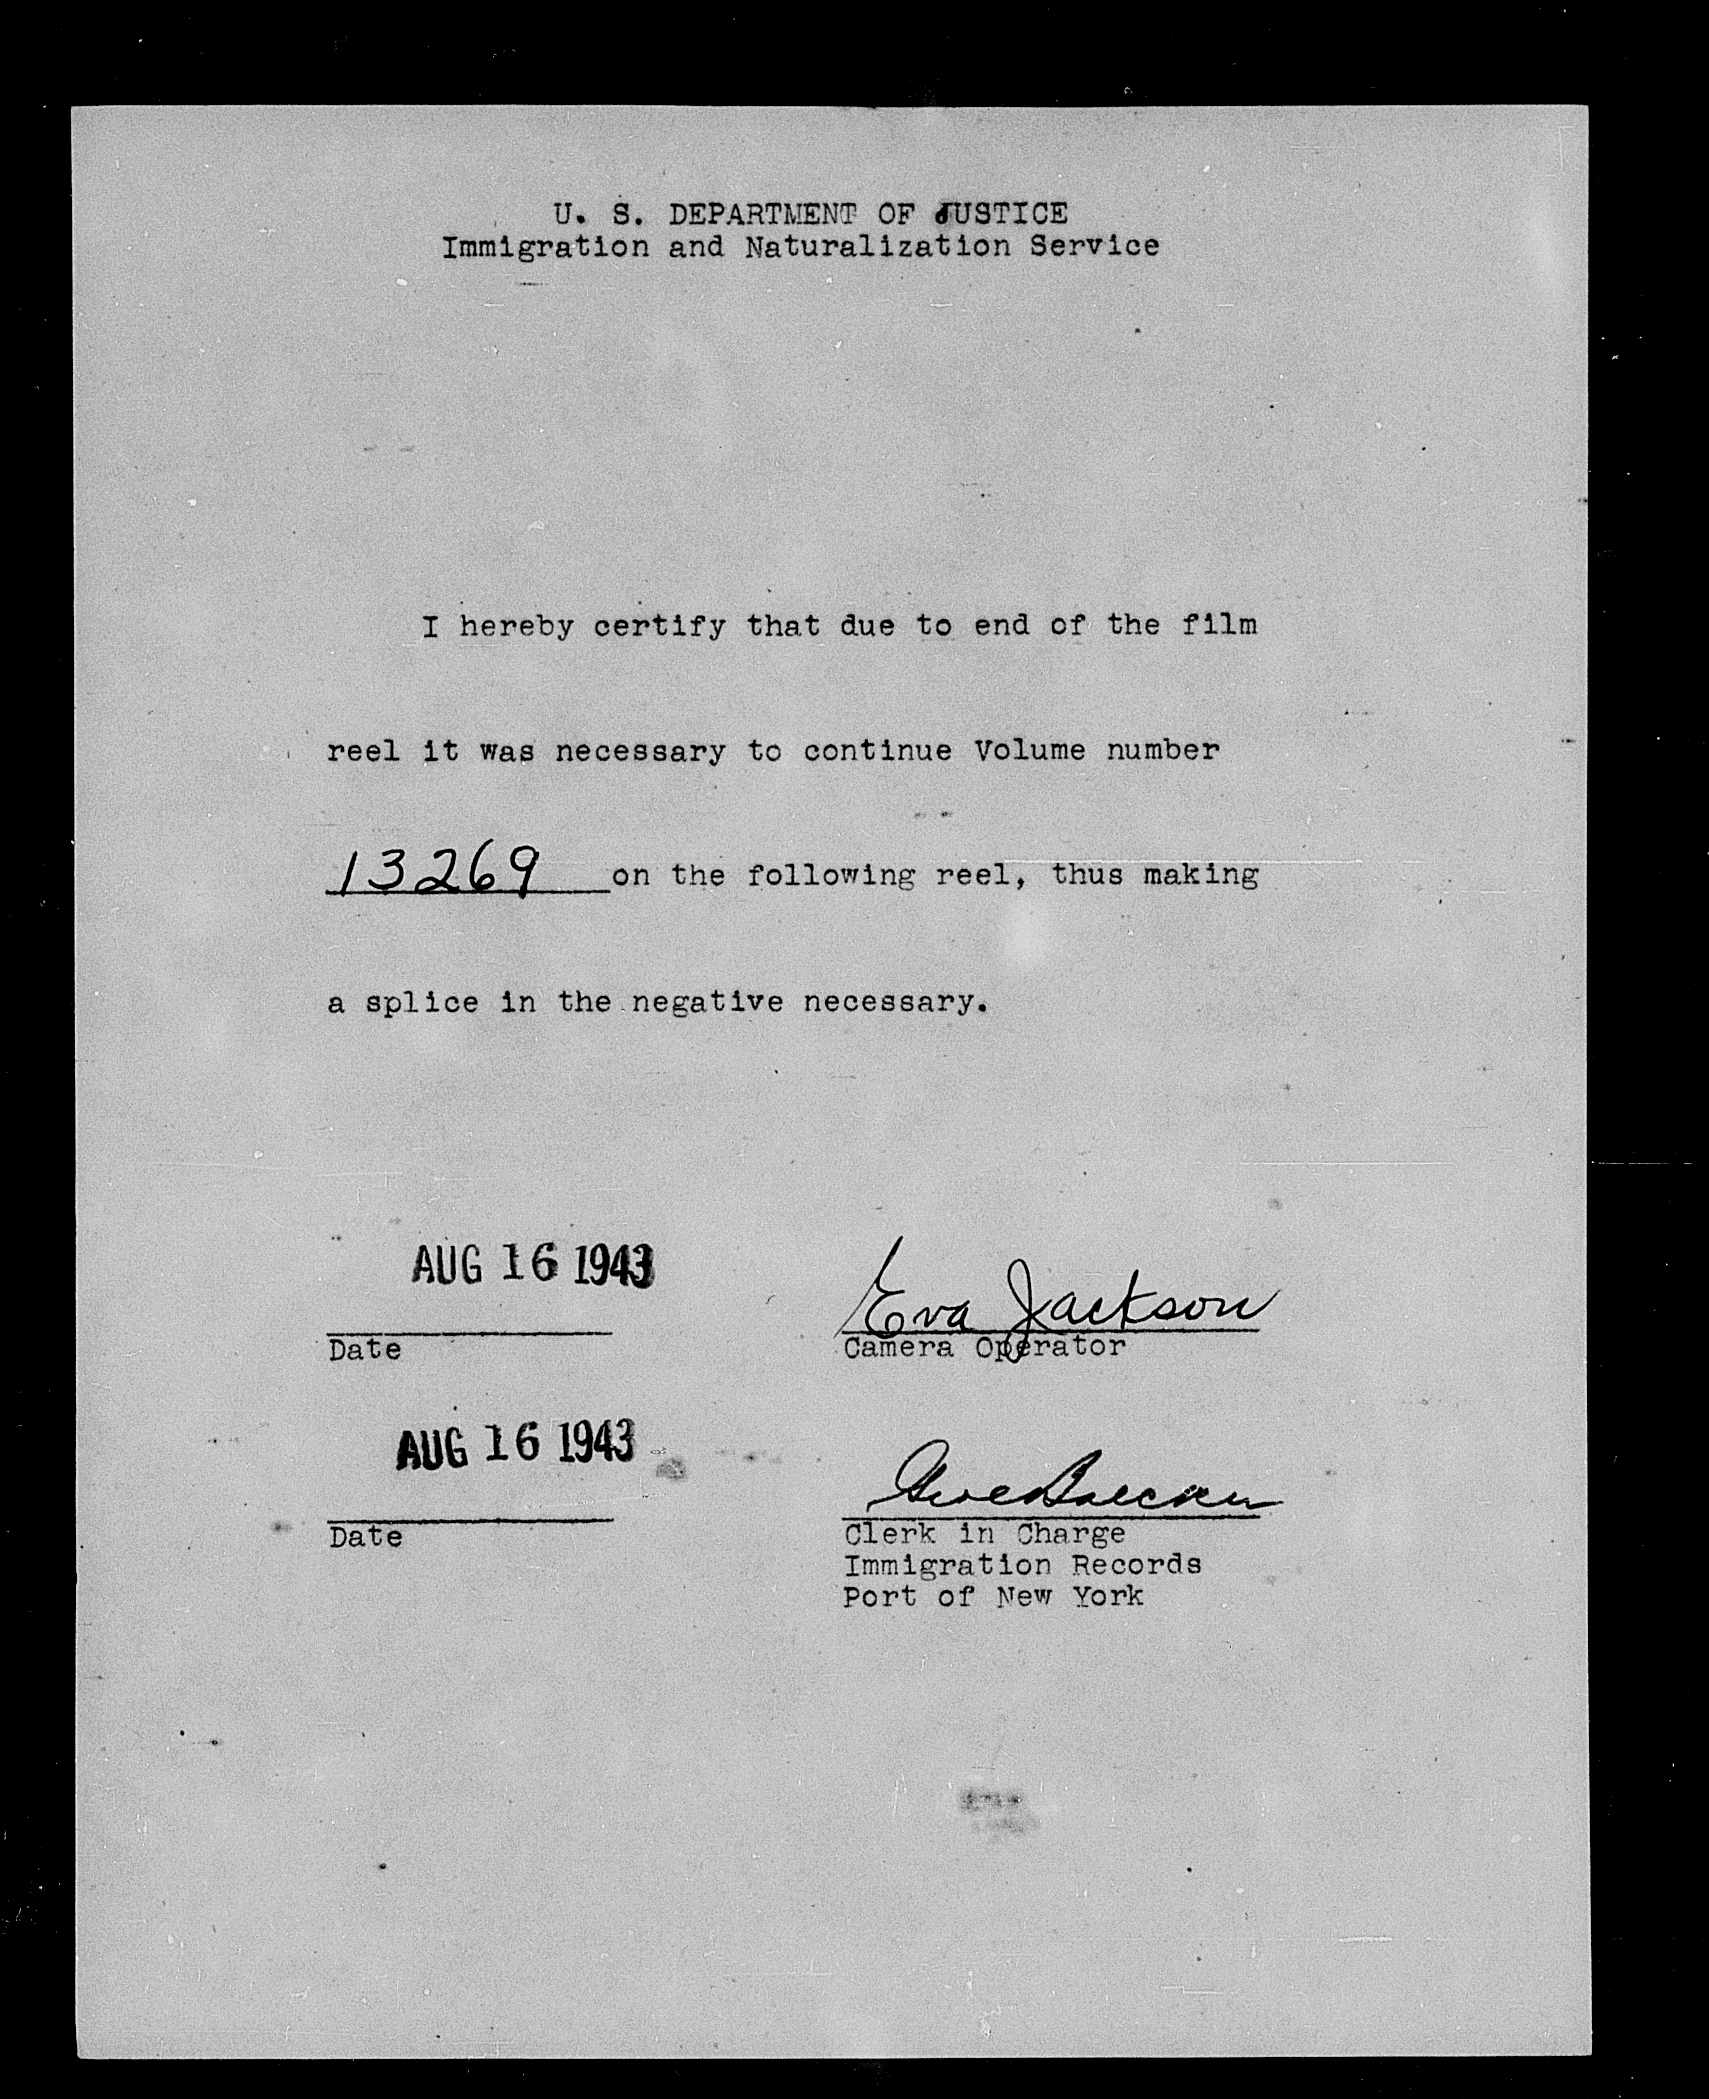 U. S. DEPARTMENT OF JUSTICE
Immigration and Naturalization Service
I hereby certify that due to end of the film
reel it was necessary to continue Volume number
13269 on the following reel, thus making
a splice in the negative necessary.
AUG 16 1943
Eva Jackson
Date
Camera Operator
AUG 16 1943
Date
Clerk in Charge
Immigration Records
Port of New York